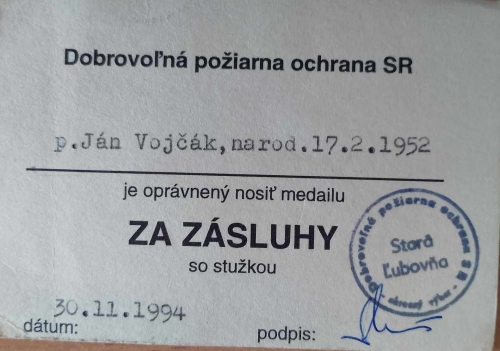 Dobrovoľná požiarna ochrana SR
p.Ján Vojčák,narod.17.2.1952
je oprávnený nosiť medailu
ZA ZÁSLUHY
so stužkou
Dobrovoľná požiarna ochrana SR
Stará
Ľubovňa
- okresný výbor -
30.11.1994
dátum:
podpis: